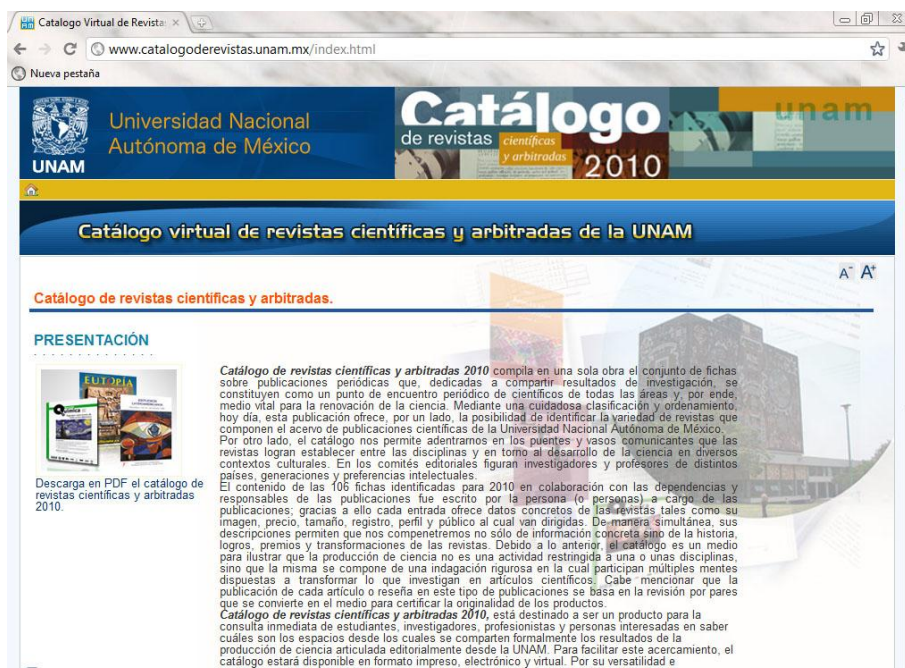 Catalogo Virtual de Revista
www.catalogoderevistas.unam.mx/index.html
Nueva pestaña
UNAM
Universidad Nacional
Autónoma de México
Catálogo
de revistas
científicas
y arbitradas
2010
unam
Catálogo virtual de revistas científicas y arbitradas de la UNAM
A- A+
Catálogo de revistas científicas y arbitradas.
PRESENTACIÓN
EUTOPÍA
Descarga en PDF el catálogo de
revistas científicas y arbitradas
2010.
Catálogo de revistas científicas y arbitradas 2010 compila en una sola obra el conjunto de fichas
sobre publicaciones periódicas que, dedicadas a compartir resultados de investigación, se
constituyen como un punto de encuentro periódico de científicos de todas las áreas y, por ende,
medio vital para la renovación de la ciencia. Mediante una cuidadosa clasificación y ordenamiento,
hoy día, esta publicación ofrece, por un lado, la posibilidad de identificar la variedad de revistas que
componen el acervo de publicaciones científicas de la Universidad Nacional Autónoma de México.
Por otro lado, el catálogo nos permite adentrarnos en los puentes y vasos comunicantes que las
revistas logran establecer entre las disciplinas y en torno al desarrollo de la ciencia en diversos
contextos culturales. En los comités editoriales figuran investigadores y profesores de distintos
países, generaciones y preferencias intelectuales.
El contenido de las 106 fichas identificadas para 2010 en colaboración con las dependencias y
responsables de las publicaciones fue escrito por la persona (o personas) a cargo de las
publicaciones; gracias a ello cada entrada ofrece datos concretos de las revistas tales como su
imagen, precio, tamaño, registro, perfil y público al cual van dirigidas. De manera simultánea, sus
descripciones permiten que nos compenetremos no sólo de información concreta sino de la historia,
logros, premios y transformaciones de las revistas. Debido a lo anterior, el catálogo es un medio
para ilustrar que la producción de ciencia no es una actividad restringida a una o unas disciplinas,
sino que la misma se compone de una indagación rigurosa en la cual participan múltiples mentes
dispuestas a transformar lo que investigan en artículos científicos. Cabe mencionar que la
publicación de cada artículo o reseña en este tipo de publicaciones se basa en la revisión por pares
que se convierte en el medio para certificar la originalidad de los productos.
Catálogo de revistas científicas y arbitradas 2010, está destinado a ser un producto para la
consulta inmediata de estudiantes, investigadores, profesionistas y personas interesadas en saber
cuáles son los espacios desde los cuales se comparten formalmente los resultados de la
producción de ciencia articulada editorialmente desde la UNAM. Para facilitar este acercamiento, el
catálogo estará disponible en formato impreso, electrónico y virtual. Por su versatilidad e